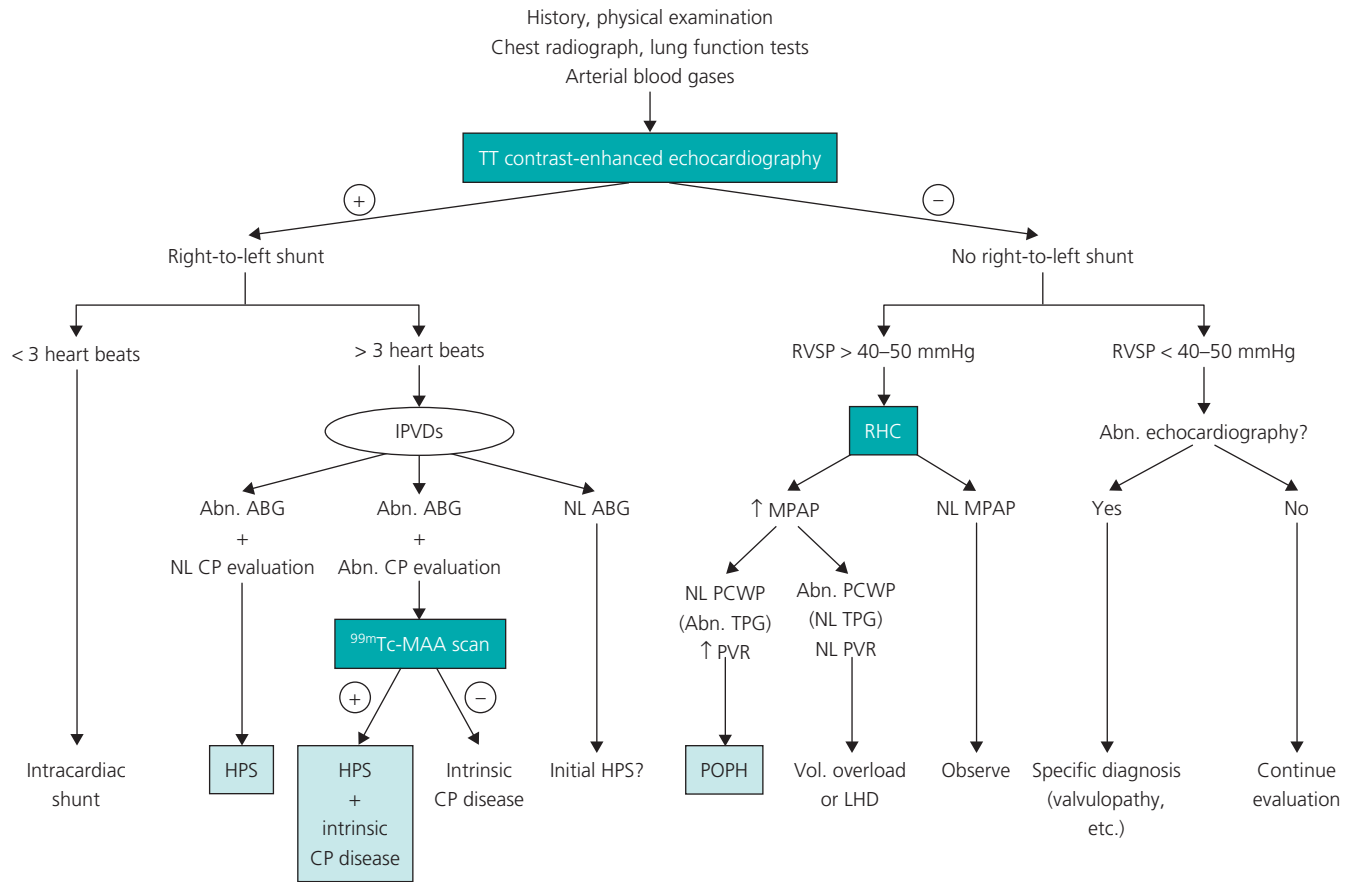 History, physical examination
Chest radiograph, lung function tests
Arterial blood gases
TT contrast-enhanced echocardiography
+
−
Right-to-left shunt
No right-to-left shunt
< 3 heart beats
> 3 heart beats
RVSP > 40–50 mmHg
RVSP < 40–50 mmHg
IPVDs
RHC
Abn. echocardiography?
Abn. ABG
+
NL CP evaluation
Abn. ABG
+
Abn. CP evaluation
NL ABG
↑ MPAP
NL MPAP
Yes
No
NL PCWP
(Abn. TPG)
↑ PVR
Abn. PCWP
(NL TPG)
NL PVR
99mTc-MAA scan
+
−
Intracardiac
shunt
HPS
HPS
+
intrinsic
CP disease
Intrinsic
CP disease
Initial HPS?
POPH
Vol. overload
or LHD
Observe
Specific diagnosis
(valvulopathy,
etc.)
Continue
evaluation